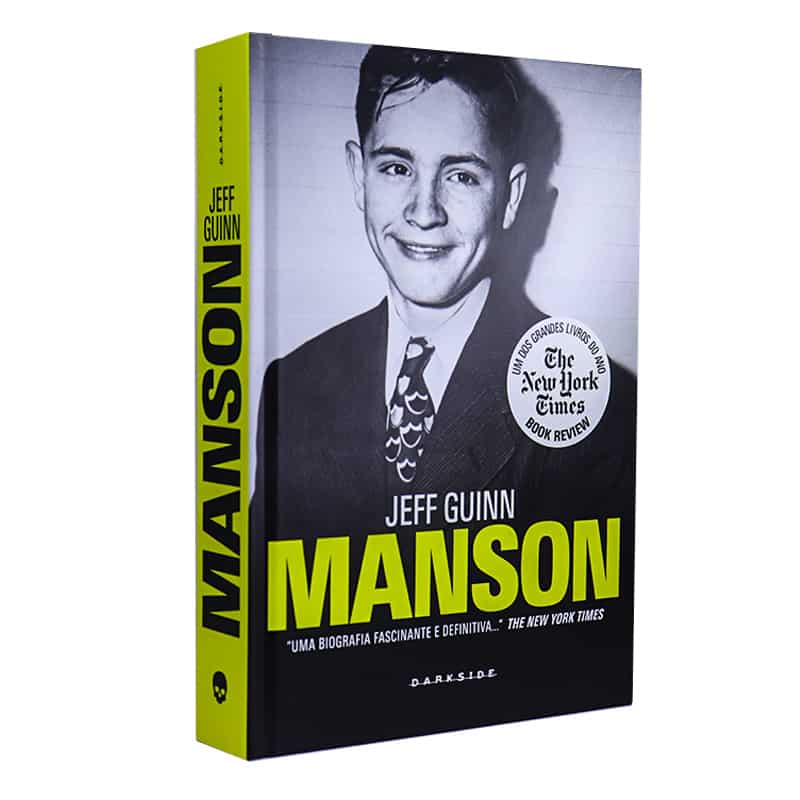 DARKSIDE
JEFF
GUINN
MANSON
UM DOS GRANDES LIVROS DO ANO
The
New York
Times
BOOK REVIEW
JEFF GUINN
MANSON
"UMA BIOGRAFIA FASCINANTE E DEFINITIVA..." THE NEW YORK TIMES
DARKSIDE